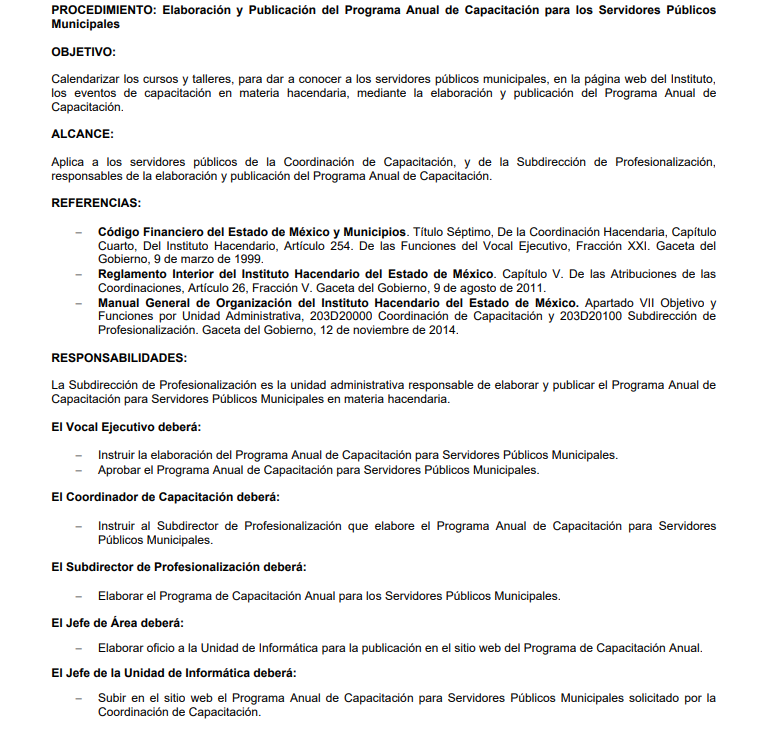 PROCEDIMIENTO: Elaboración y Publicación del Programa Anual de Capacitación para los Servidores Públicos
Municipales
OBJETIVO:
Calendarizar los cursos y talleres, para dar a conocer a los servidores públicos municipales, en la página web del Instituto,
los eventos de capacitación en materia hacendaria, mediante la elaboración y publicación del Programa Anual de
Capacitación.
ALCANCE:
Aplica a los servidores públicos de la Coordinación de Capacitación, y de la Subdirección de Profesionalización,
responsables de la elaboración y publicación del Programa Anual de Capacitación.
REFERENCIAS:
– Código Financiero del Estado de México y Municipios. Título Séptimo, De la Coordinación Hacendaria, Capítulo
Cuarto, Del Instituto Hacendario, Artículo 254. De las Funciones del Vocal Ejecutivo, Fracción XXI. Gaceta del
Gobierno, 9 de marzo de 1999.
– Reglamento Interior del Instituto Hacendario del Estado de México. Capítulo V. De las Atribuciones de las
Coordinaciones, Artículo 26, Fracción V. Gaceta del Gobierno, 9 de agosto de 2011.
– Manual General de Organización del Instituto Hacendario del Estado de México. Apartado VII Objetivo y
Funciones por Unidad Administrativa, 203D20000 Coordinación de Capacitación y 203D20100 Subdirección de
Profesionalización. Gaceta del Gobierno, 12 de noviembre de 2014.
RESPONSABILIDADES:
La Subdirección de Profesionalización es la unidad administrativa responsable de elaborar y publicar el Programa Anual de
Capacitación para Servidores Públicos Municipales en materia hacendaria.
El Vocal Ejecutivo deberá:
– Instruir la elaboración del Programa Anual de Capacitación para Servidores Públicos Municipales.
– Aprobar el Programa Anual de Capacitación para Servidores Públicos Municipales.
El Coordinador de Capacitación deberá:
– Instruir al Subdirector de Profesionalización que elabore el Programa Anual de Capacitación para Servidores
Públicos Municipales.
El Subdirector de Profesionalización deberá:
– Elaborar el Programa de Capacitación Anual para los Servidores Públicos Municipales.
El Jefe de Área deberá:
– Elaborar oficio a la Unidad de Informática para la publicación en el sitio web del Programa de Capacitación Anual.
El Jefe de la Unidad de Informática deberá:
– Subir en el sitio web el Programa Anual de Capacitación para Servidores Públicos Municipales solicitado por la
Coordinación de Capacitación.